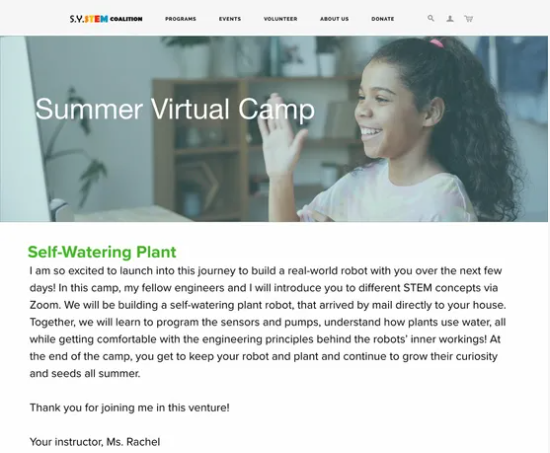 S.Y.STEM COALITION PROGRAMS EVENTS VOLUNTEER ABOUT US DONATE
Summer Virtual Camp
Self-Watering Plant
I am so excited to launch into this journey to build a real-world robot with you over the next few
days! In this camp, my fellow engineers and I will introduce you to different STEM concepts via
Zoom. We will be building a self-watering plant robot, that arrived by mail directly to your house.
Together, we will learn to program the sensors and pumps, understand how plants use water, all
while getting comfortable with the engineering principles behind the robots' inner workings! At
the end of the camp, you get to keep your robot and plant and continue to grow their curiosity
and seeds all summer.
Thank you for joining me in this venture!
Your instructor, Ms. Rachel